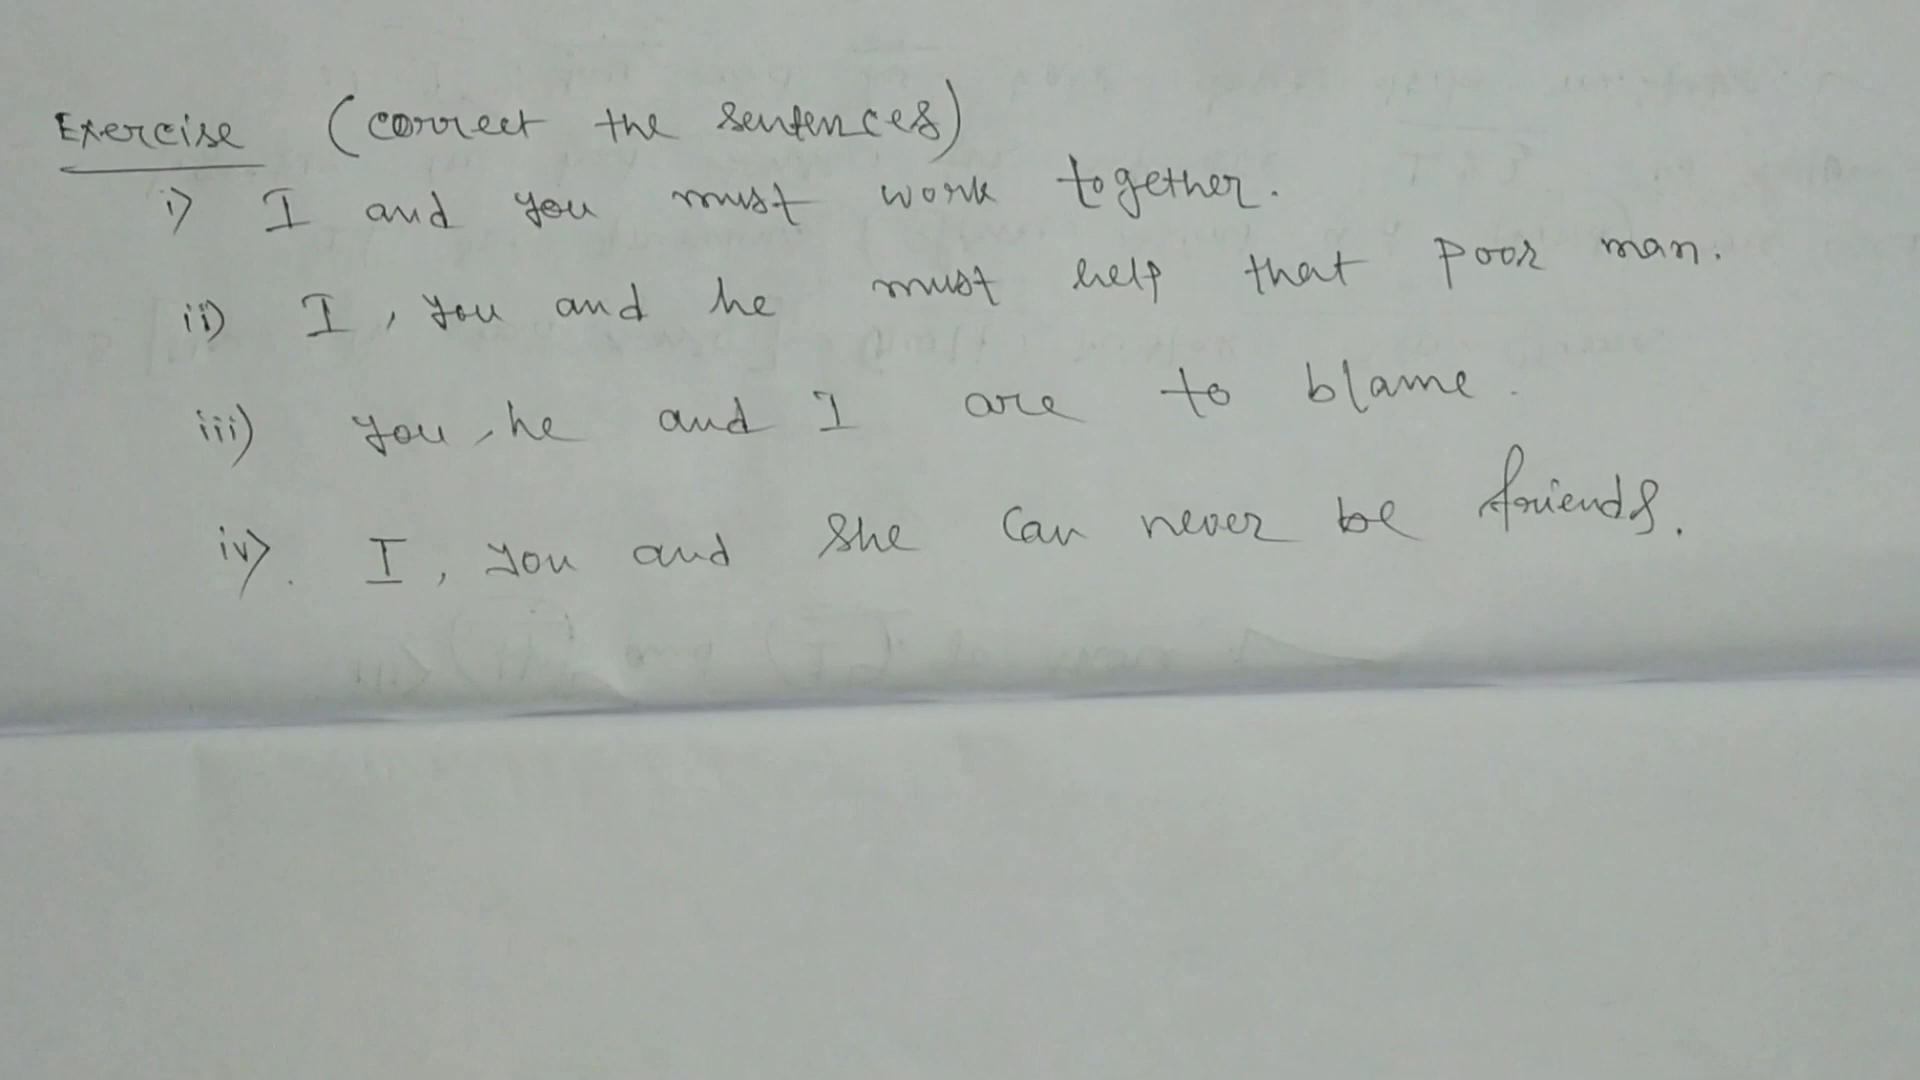 Exercise (correct the sentences)
i) I and you must work together.
ii) I, you and he must help that poor man.
iii) you, he and I are to blame.
iv). I, you and she can never be friends.